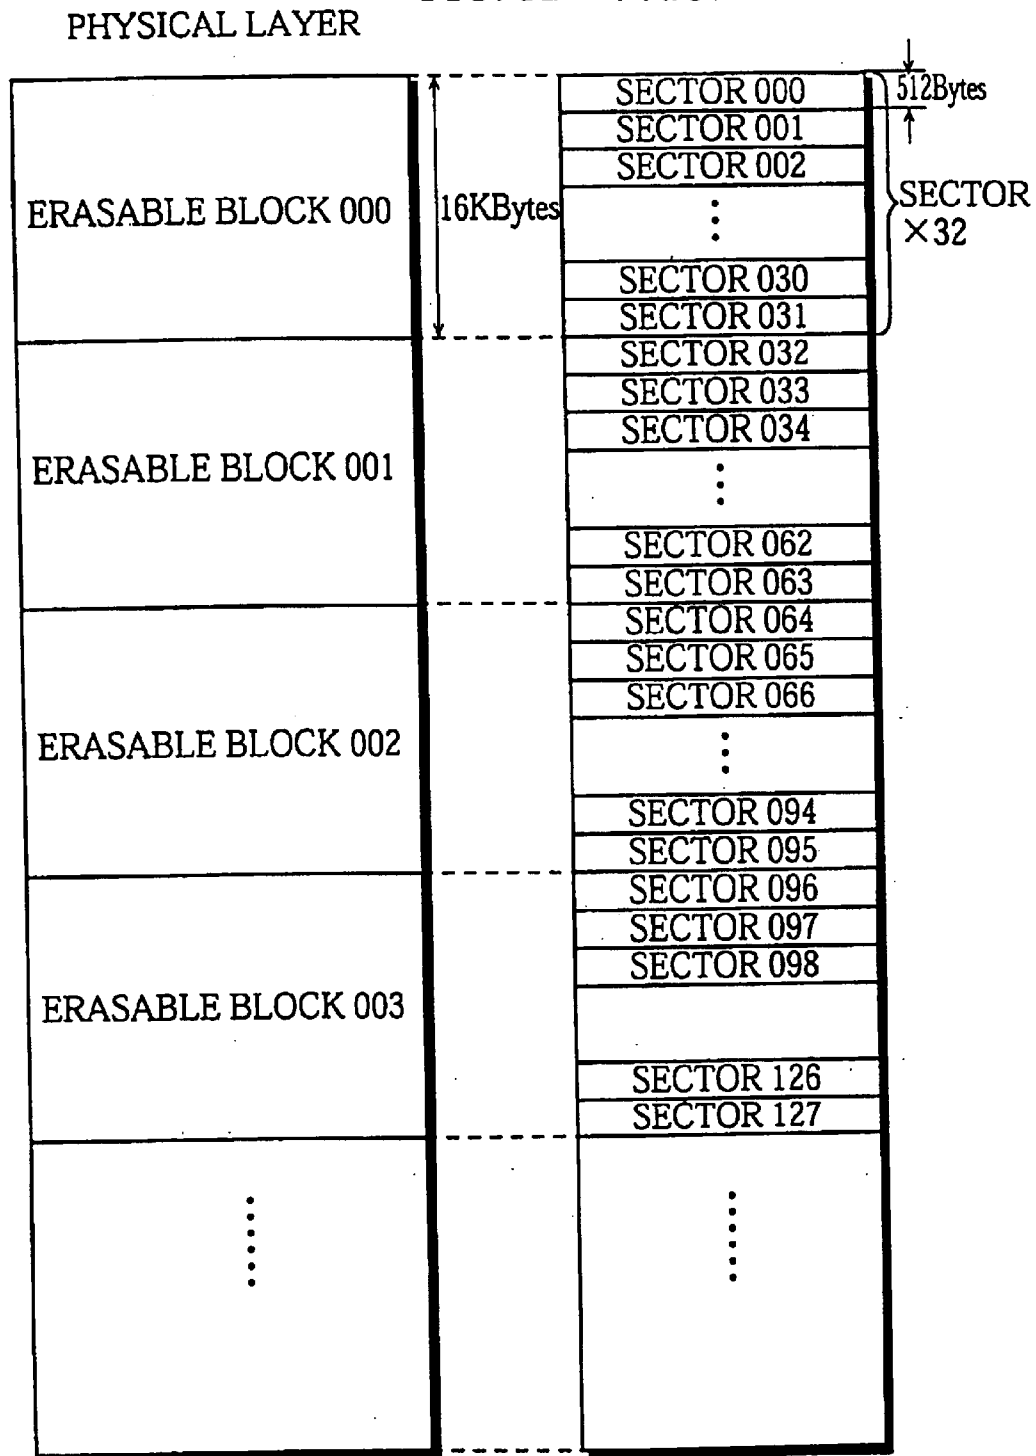 PHYSICAL LAYER
ERASABLE BLOCK 000
ERASABLE BLOCK 001
ERASABLE BLOCK 002
ERASABLE BLOCK 003
16KBytes
SECTOR 000
SECTOR 001
SECTOR 002
SECTOR 030
SECTOR 031
SECTOR 032
SECTOR 033
SECTOR 034
SECTOR 062
SECTOR 063
SECTOR 064
SECTOR 065
SECTOR 066
SECTOR 094
SECTOR 095
SECTOR 096
SECTOR 097
SECTOR 098
SECTOR 126
SECTOR 127
512Bytes
SECTOR
×32